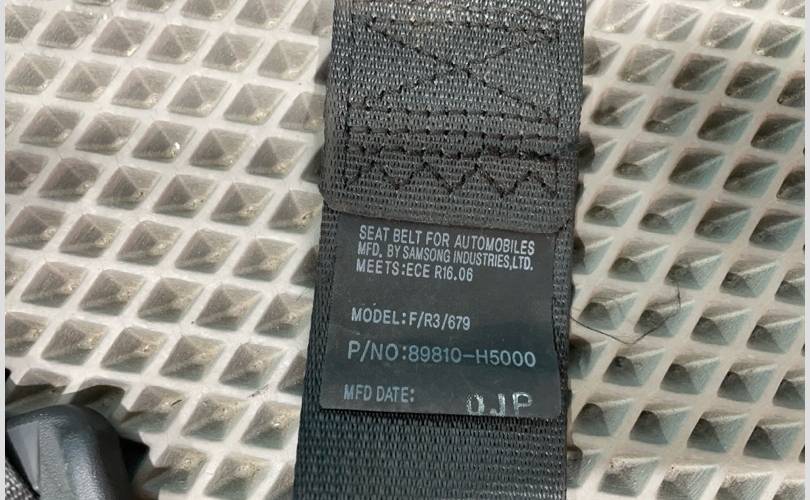 SEAT BELT FOR AUTOMOBILES
MFD. BY SAMSONG INDUSTRIES,LTD.
MEETS:ECE R16.06
MODEL:F/R3/679
P/NO:89810-H5000
MFD DATE: OJP